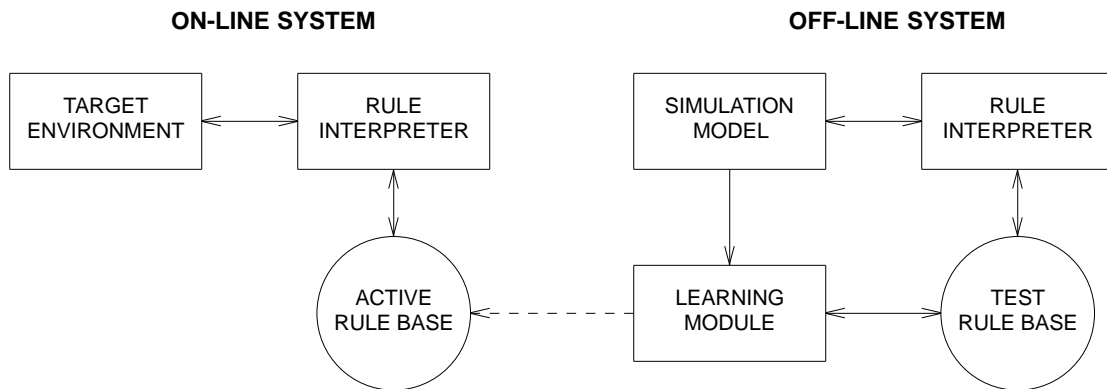 ON-LINE SYSTEM
OFF-LINE SYSTEM
TARGET
ENVIRONMENT
RULE
INTERPRETER
SIMULATION
MODEL
RULE
INTERPRETER
ACTIVE
RULE BASE
LEARNING
MODULE
TEST
RULE BASE